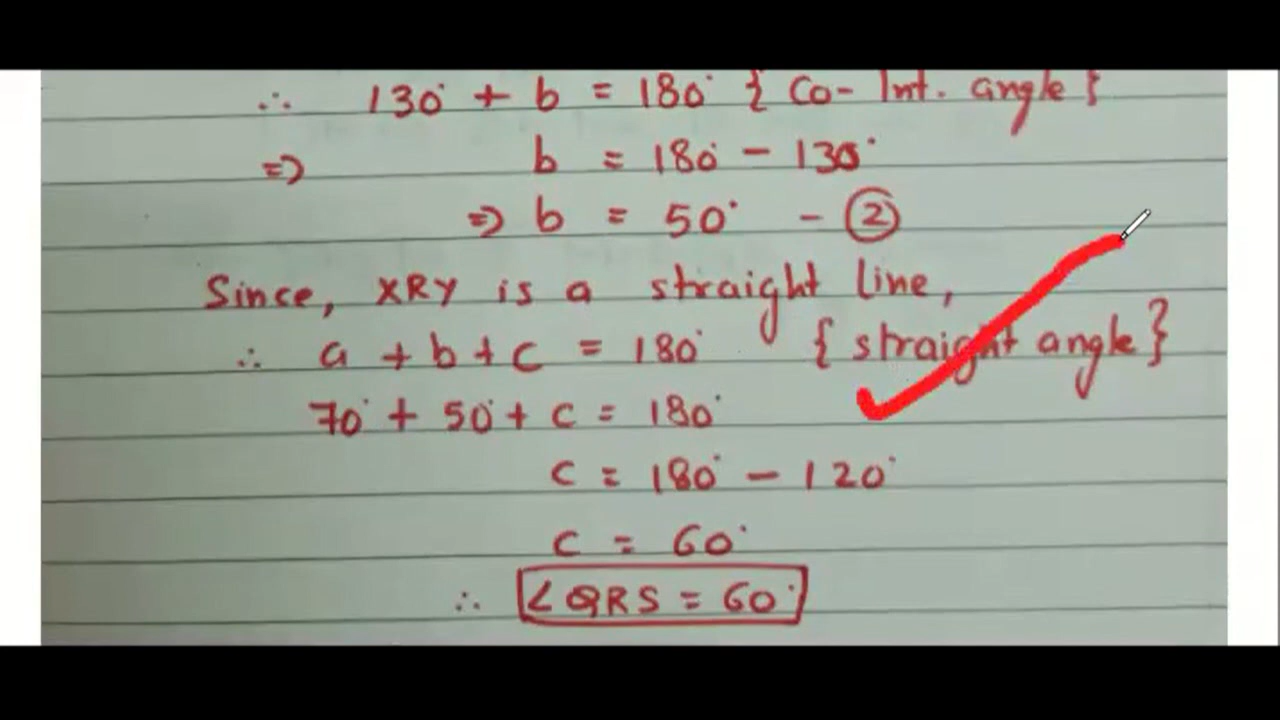 ∴ 130° + b = 180° { Co- Int. angle }
=> b = 180° - 130°
=> b = 50° - ②
Since, XRY is a straight line,
∴ a + b + c = 180° { straight angle }
70° + 50° + c = 180°
c = 180° - 120°
c = 60°
∴ ∠QRS = 60°